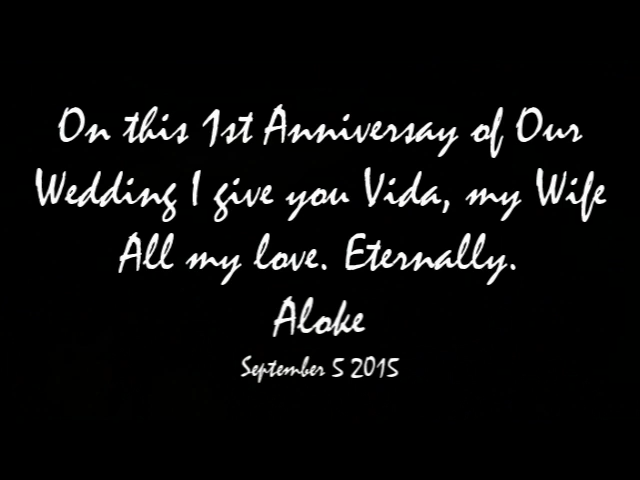 On this 1st Anniversay of Our
Wedding I give you Vida, my Wife
All my love. Eternally.
Aloke
September 5 2015